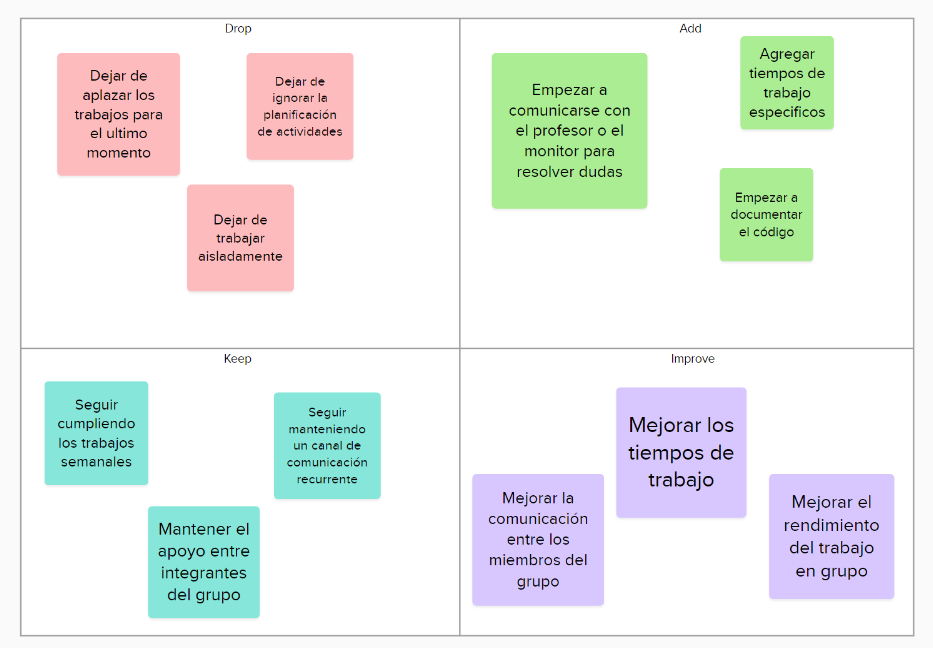 Drop
Dejar de
aplazar los
trabajos para
el ultimo
momento
Dejar de
ignorar la
planificación
de actividades
Dejar de
trabajar
aisladamente
Add
Empezar a
comunicarse con
el profesor o el
monitor para
resolver dudas
Agregar
tiempos de
trabajo
especificos
Empezar a
documentar
el código
Keep
Seguir
cumpliendo
los trabajos
semanales
Seguir
manteniendo
un canal de
comunicación
recurrente
Mantener el
apoyo entre
integrantes
del grupo
Improve
Mejorar los
tiempos de
trabajo
Mejorar la
comunicación
entre los
miembros del
grupo
Mejorar el
rendimiento
del trabajo
en grupo